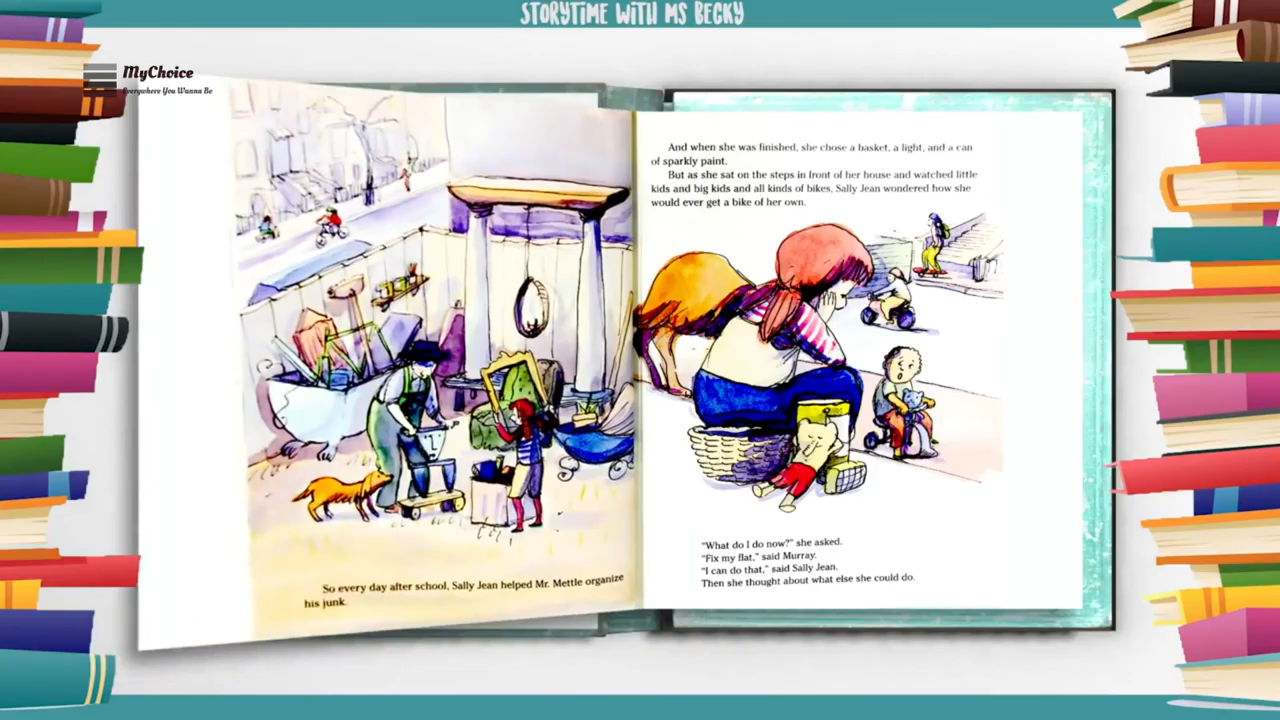 STORYTIME WITH MS BECKY
MyChoice
Everywhere You Wanna Be
So every day after school, Sally Jean helped Mr. Mettle organize
his junk.
And when she was finished, she chose a basket, a light, and a can
of sparkly paint.
But as she sat on the steps in front of her house and watched little
kids and big kids and all kinds of bikes, Sally Jean wondered how she
would ever get a bike of her own.
"What do I do now?" she asked.
"Fix my flat," said Murray.
"I can do that," said Sally Jean.
Then she thought about what else she could do.